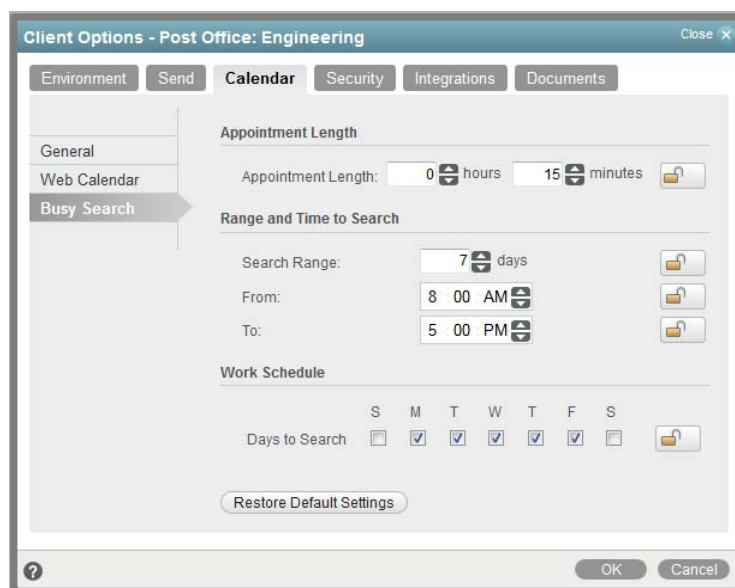 Client Options - Post Office: Engineering
Close
Environment Send Calendar Security Integrations Documents
General
Web Calendar
Busy Search
Appointment Length
Appointment Length: 0 hours 15 minutes
Range and Time to Search
Search Range: 7 days
From: 8 00 AM
To: 5 00 PM
Work Schedule
S M T W T F S
Days to Search
Restore Default Settings
? OK Cancel